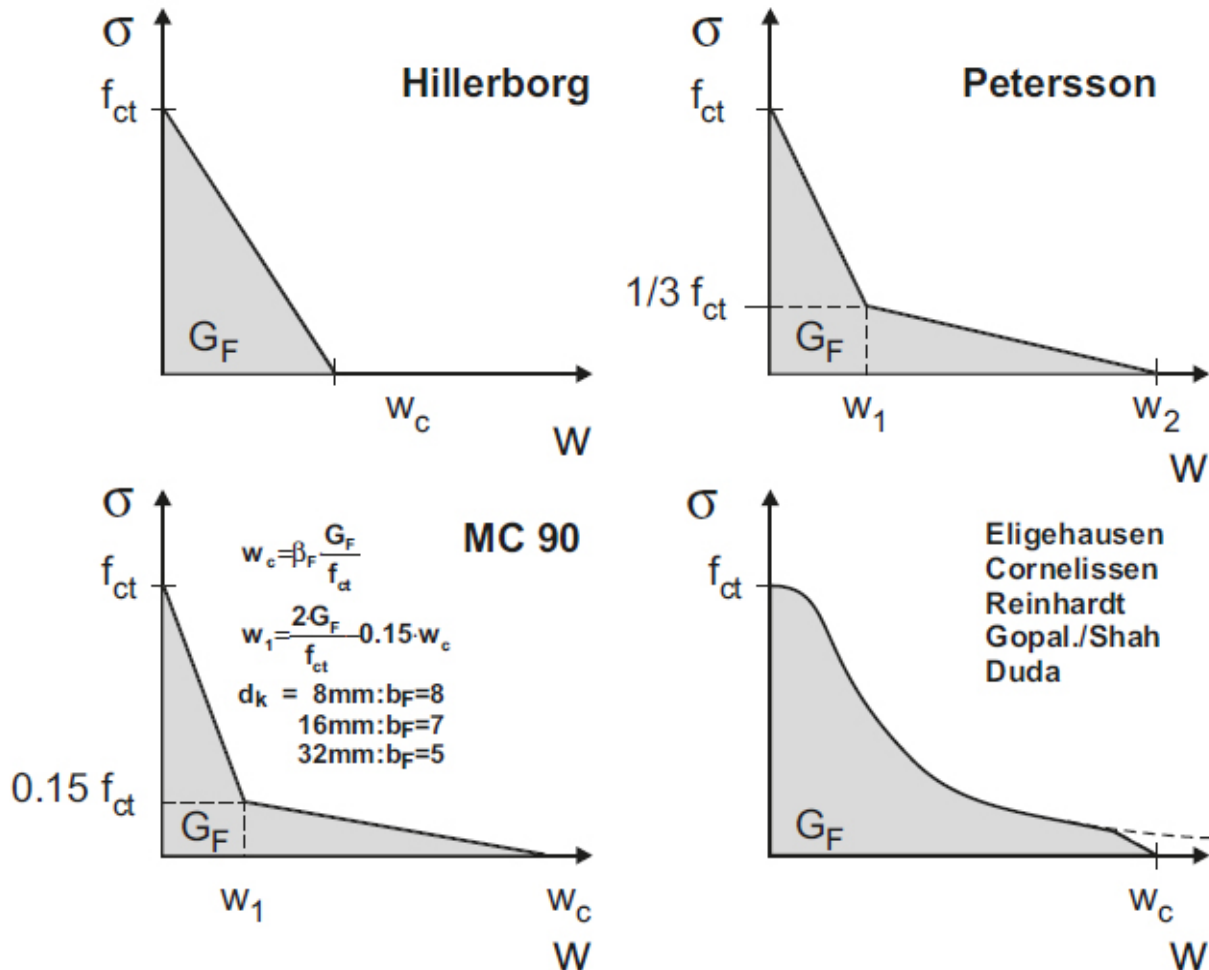 σ
f_ct
Hillerborg
G_F
w_c
W
σ
f_ct
Petersson
1/3 f_ct
G_F
w_1
w_2
W
σ
f_ct
MC 90
w_c=β_F G_F/f_ct
w_1=2·G_F/f_ct-0.15·w_c
d_k = 8mm:b_F=8
16mm:b_F=7
32mm:b_F=5
0.15 f_ct
G_F
w_1
w_c
W
σ
f_ct
Eligehausen
Cornelissen
Reinhardt
Gopal./Shah
Duda
G_F
w_c
W